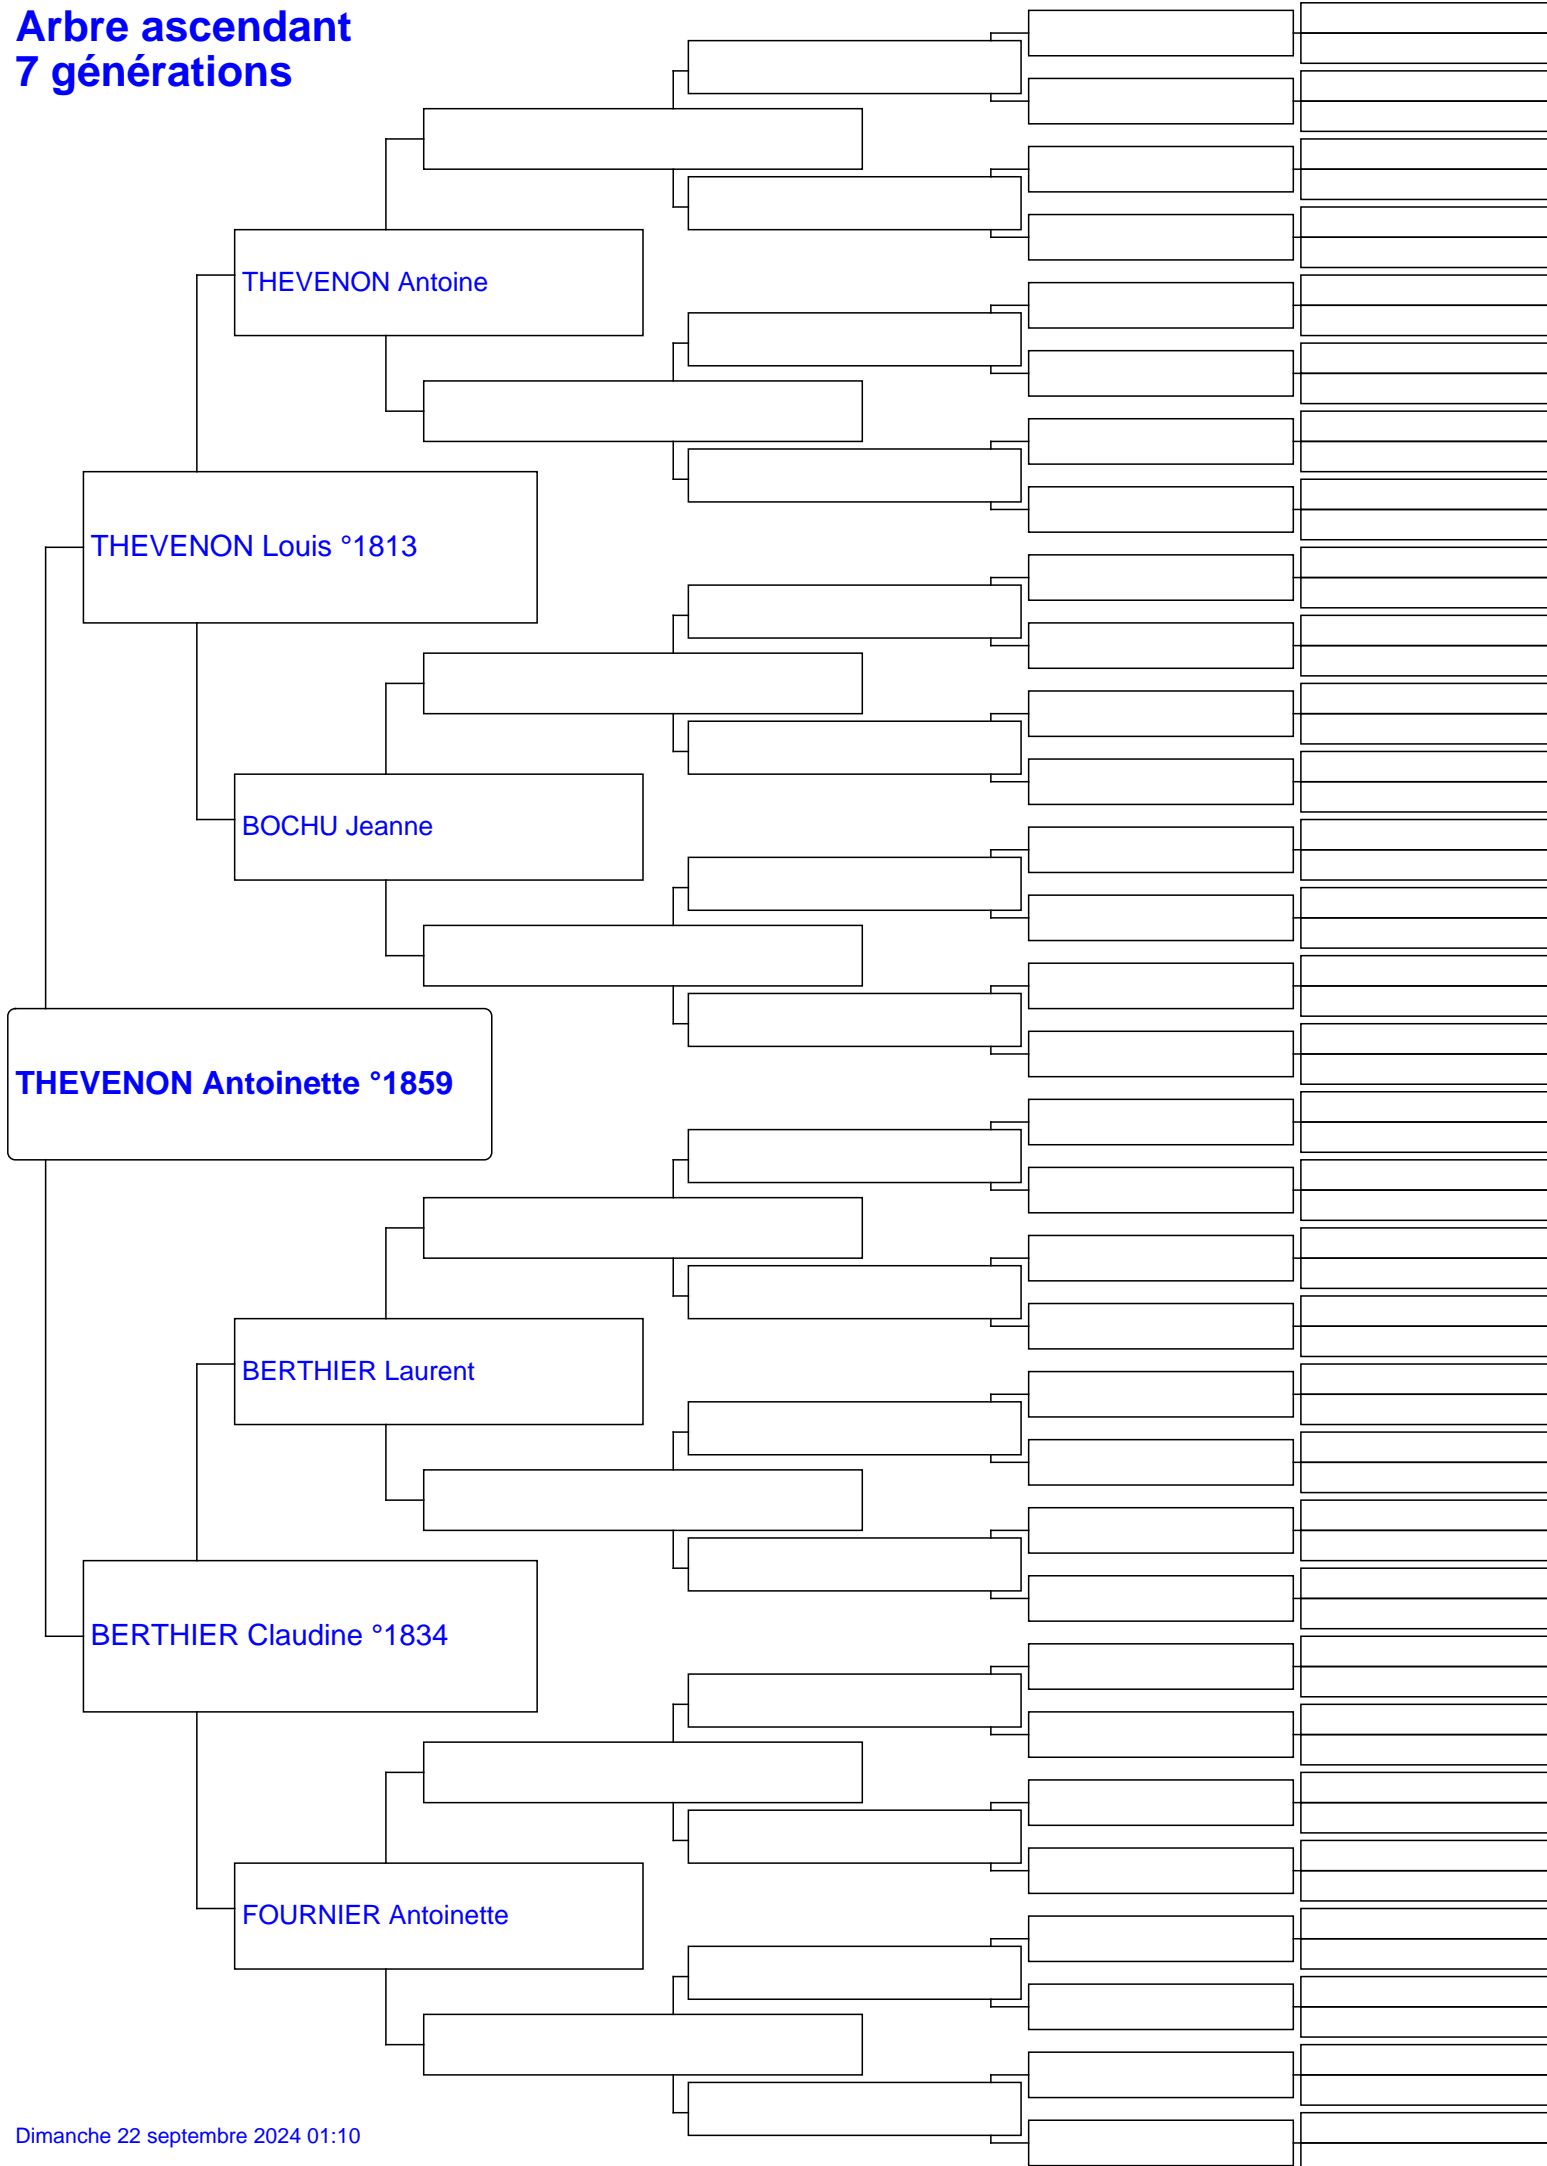 Arbre ascendant
7 générations
THEVENON Antoine
THEVENON Louis °1813
BOCHU Jeanne
THEVENON Antoinette °1859
BERTHIER Laurent
BERTHIER Claudine °1834
FOURNIER Antoinette
Dimanche 22 septembre 2024 01:10